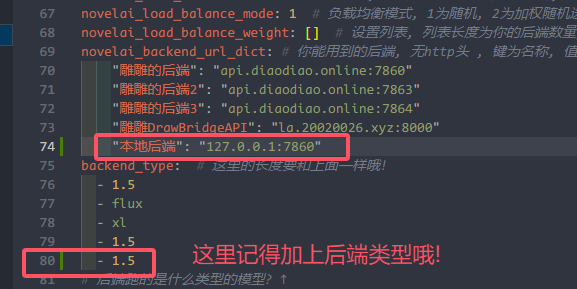 67 novelai_load_balance_mode: 1 # 负载均衡模式, 1为随机, 2为加权随机
68 novelai_load_balance_weight: [] # 设置列表, 列表长度为你的后端数量
69 novelai_backend_url_dict: # 你能用到的后端, 无http头 , 键为名称, 值
70 "雕雕的后端": "api.diaodiao.online:7860"
71 "雕雕的后端2": "api.diaodiao.online:7863"
72 "雕雕的后端3": "api.diaodiao.online:7864"
73 "雕雕DrawBridgeAPI": "la.20020026.xyz:8000"
74 "本地后端": "127.0.0.1:7860"
75 backend_type: # 这里的长度要和上面一样哦!
76 - 1.5
77 - flux
78 - xl
79 - 1.5
80 - 1.5
这里记得加上后端类型哦!
81 # 后端跑的是什么类型的模型? ↑